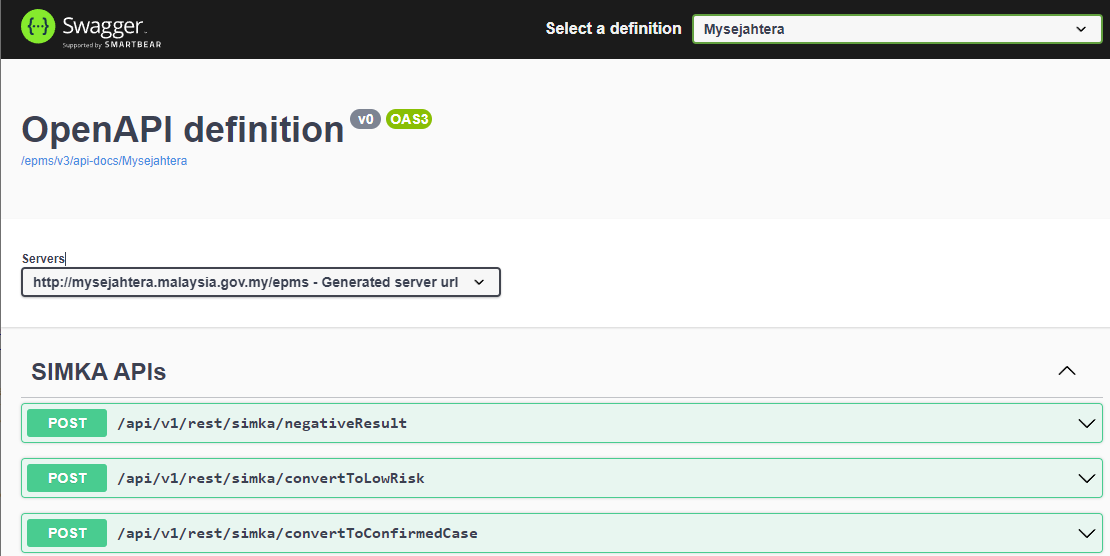 Swagger
Supported by SMARTBEAR
Select a definition
Mysejahtera
OpenAPI definition v0 OAS3
/epms/v3/api-docs/Mysejahtera
Servers
http://mysejahtera.malaysia.gov.my/epms - Generated server url
SIMKA APIs
POST /api/v1/rest/simka/negativeResult
POST /api/v1/rest/simka/convertToLowRisk
POST /api/v1/rest/simka/convertToConfirmedCase